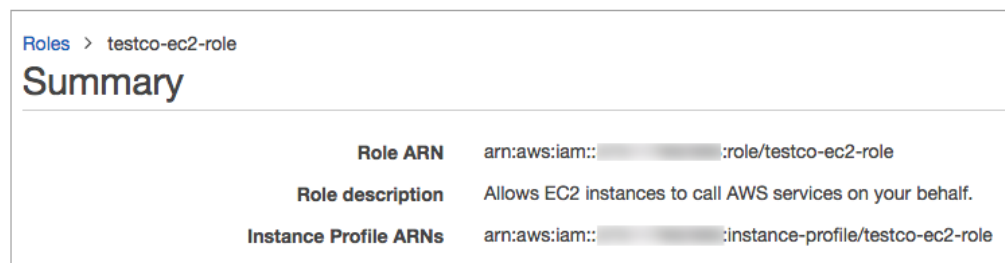 Roles > testco-ec2-role
Summary
Role ARN arn:aws:iam:: :role/testco-ec2-role
Role description Allows EC2 instances to call AWS services on your behalf.
Instance Profile ARNs arn:aws:iam:: :instance-profile/testco-ec2-role